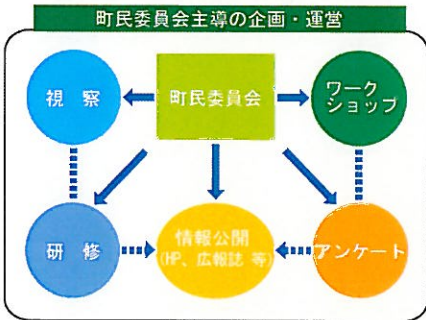 町民委員会主導の企画・運営
視 察
町民委員会
ワーク
ショップ
研 修
情報公開
(HP、広報誌 等)
アンケート